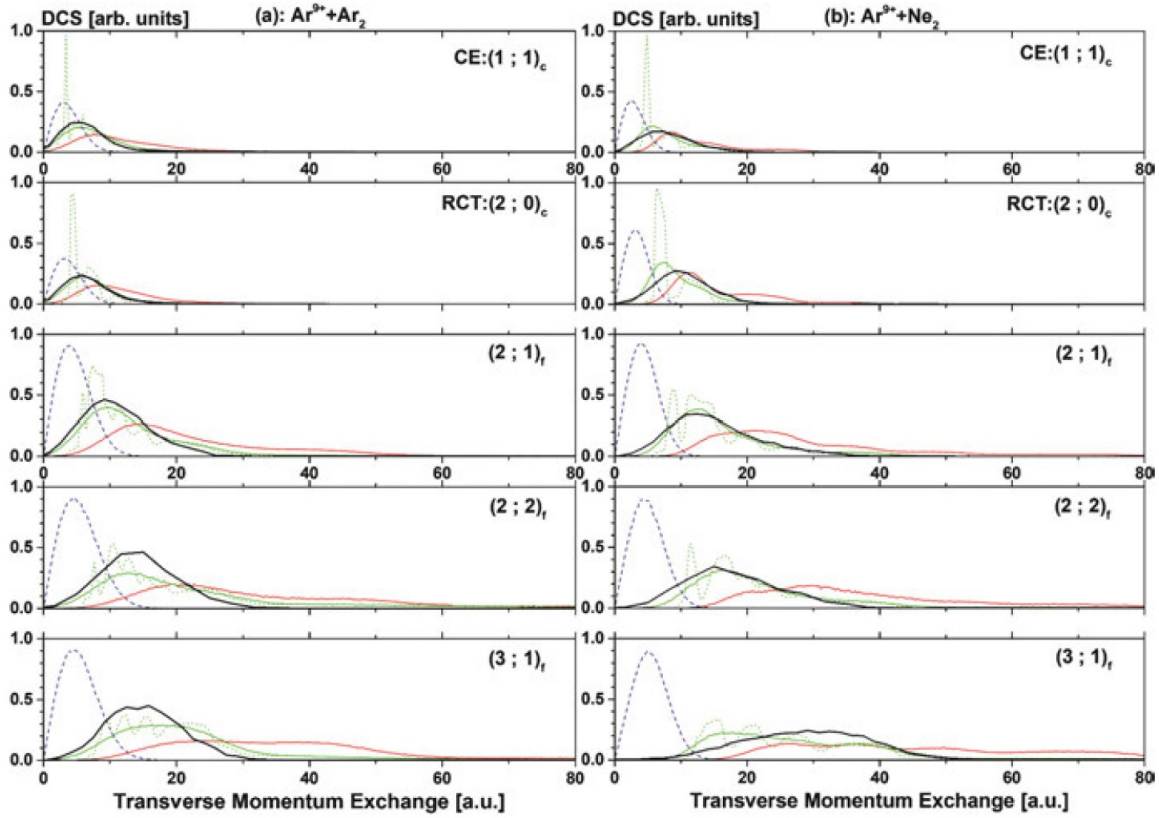 DCS [arb. units] (a): Ar⁹⁺+Ar₂
1.0
CE:(1 ; 1)c
0.5
0.0
0 20 40 60 80
1.0
RCT:(2 ; 0)c
0.5
0.0
0 20 40 60 80
1.0
(2 ; 1)f
0.5
0.0
0 20 40 60 80
1.0
(2 ; 2)f
0.5
0.0
0 20 40 60 80
1.0
(3 ; 1)f
0.5
0.0
0 20 40 60 80
Transverse Momentum Exchange [a.u.]
DCS [arb. units] (b): Ar⁹⁺+Ne₂
1.0
CE:(1 ; 1)c
0.5
0.0
0 20 40 60 80
1.0
RCT:(2 ; 0)c
0.5
0.0
0 20 40 60 80
1.0
(2 ; 1)f
0.5
0.0
0 20 40 60 80
1.0
(2 ; 2)f
0.5
0.0
0 20 40 60 80
1.0
(3 ; 1)f
0.5
0.0
0 20 40 60 80
Transverse Momentum Exchange [a.u.]